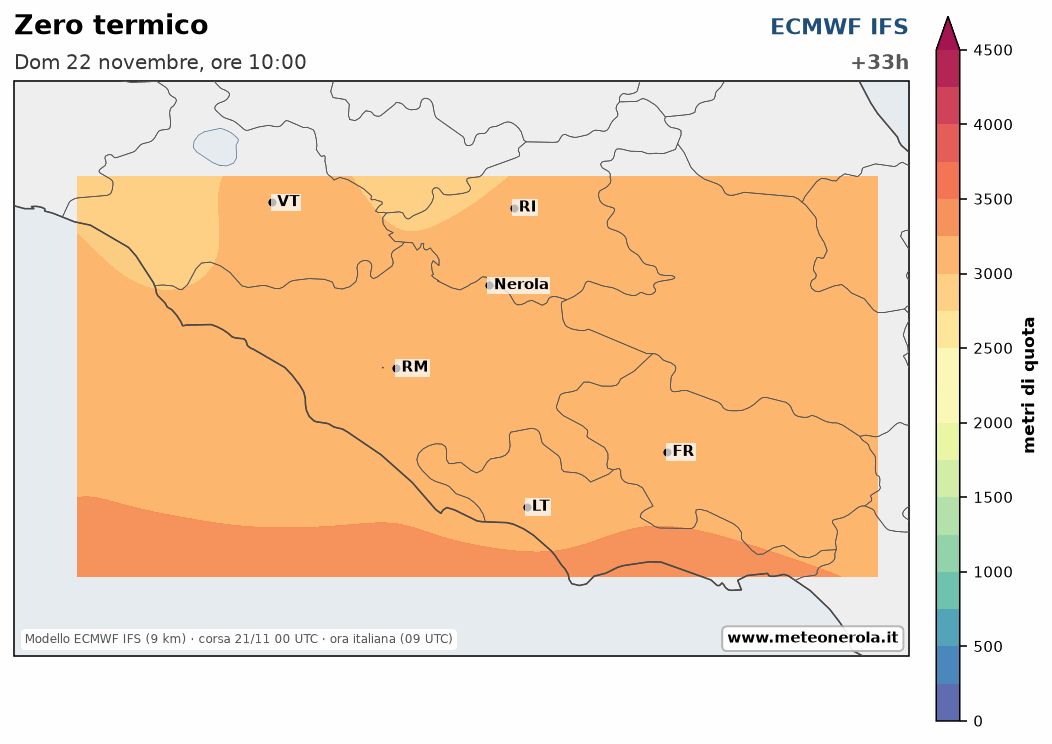 Zero termico
ECMWF IFS
Dom 22 novembre, ore 10:00
+33h
VT
RI
Nerola
RM
FR
LT
4500
4000
3500
3000
2500
2000
1500
1000
500
0
metri di quota
Modello ECMWF IFS (9 km) · corsa 21/11 00 UTC · ora italiana (09 UTC)
www.meteonerola.it